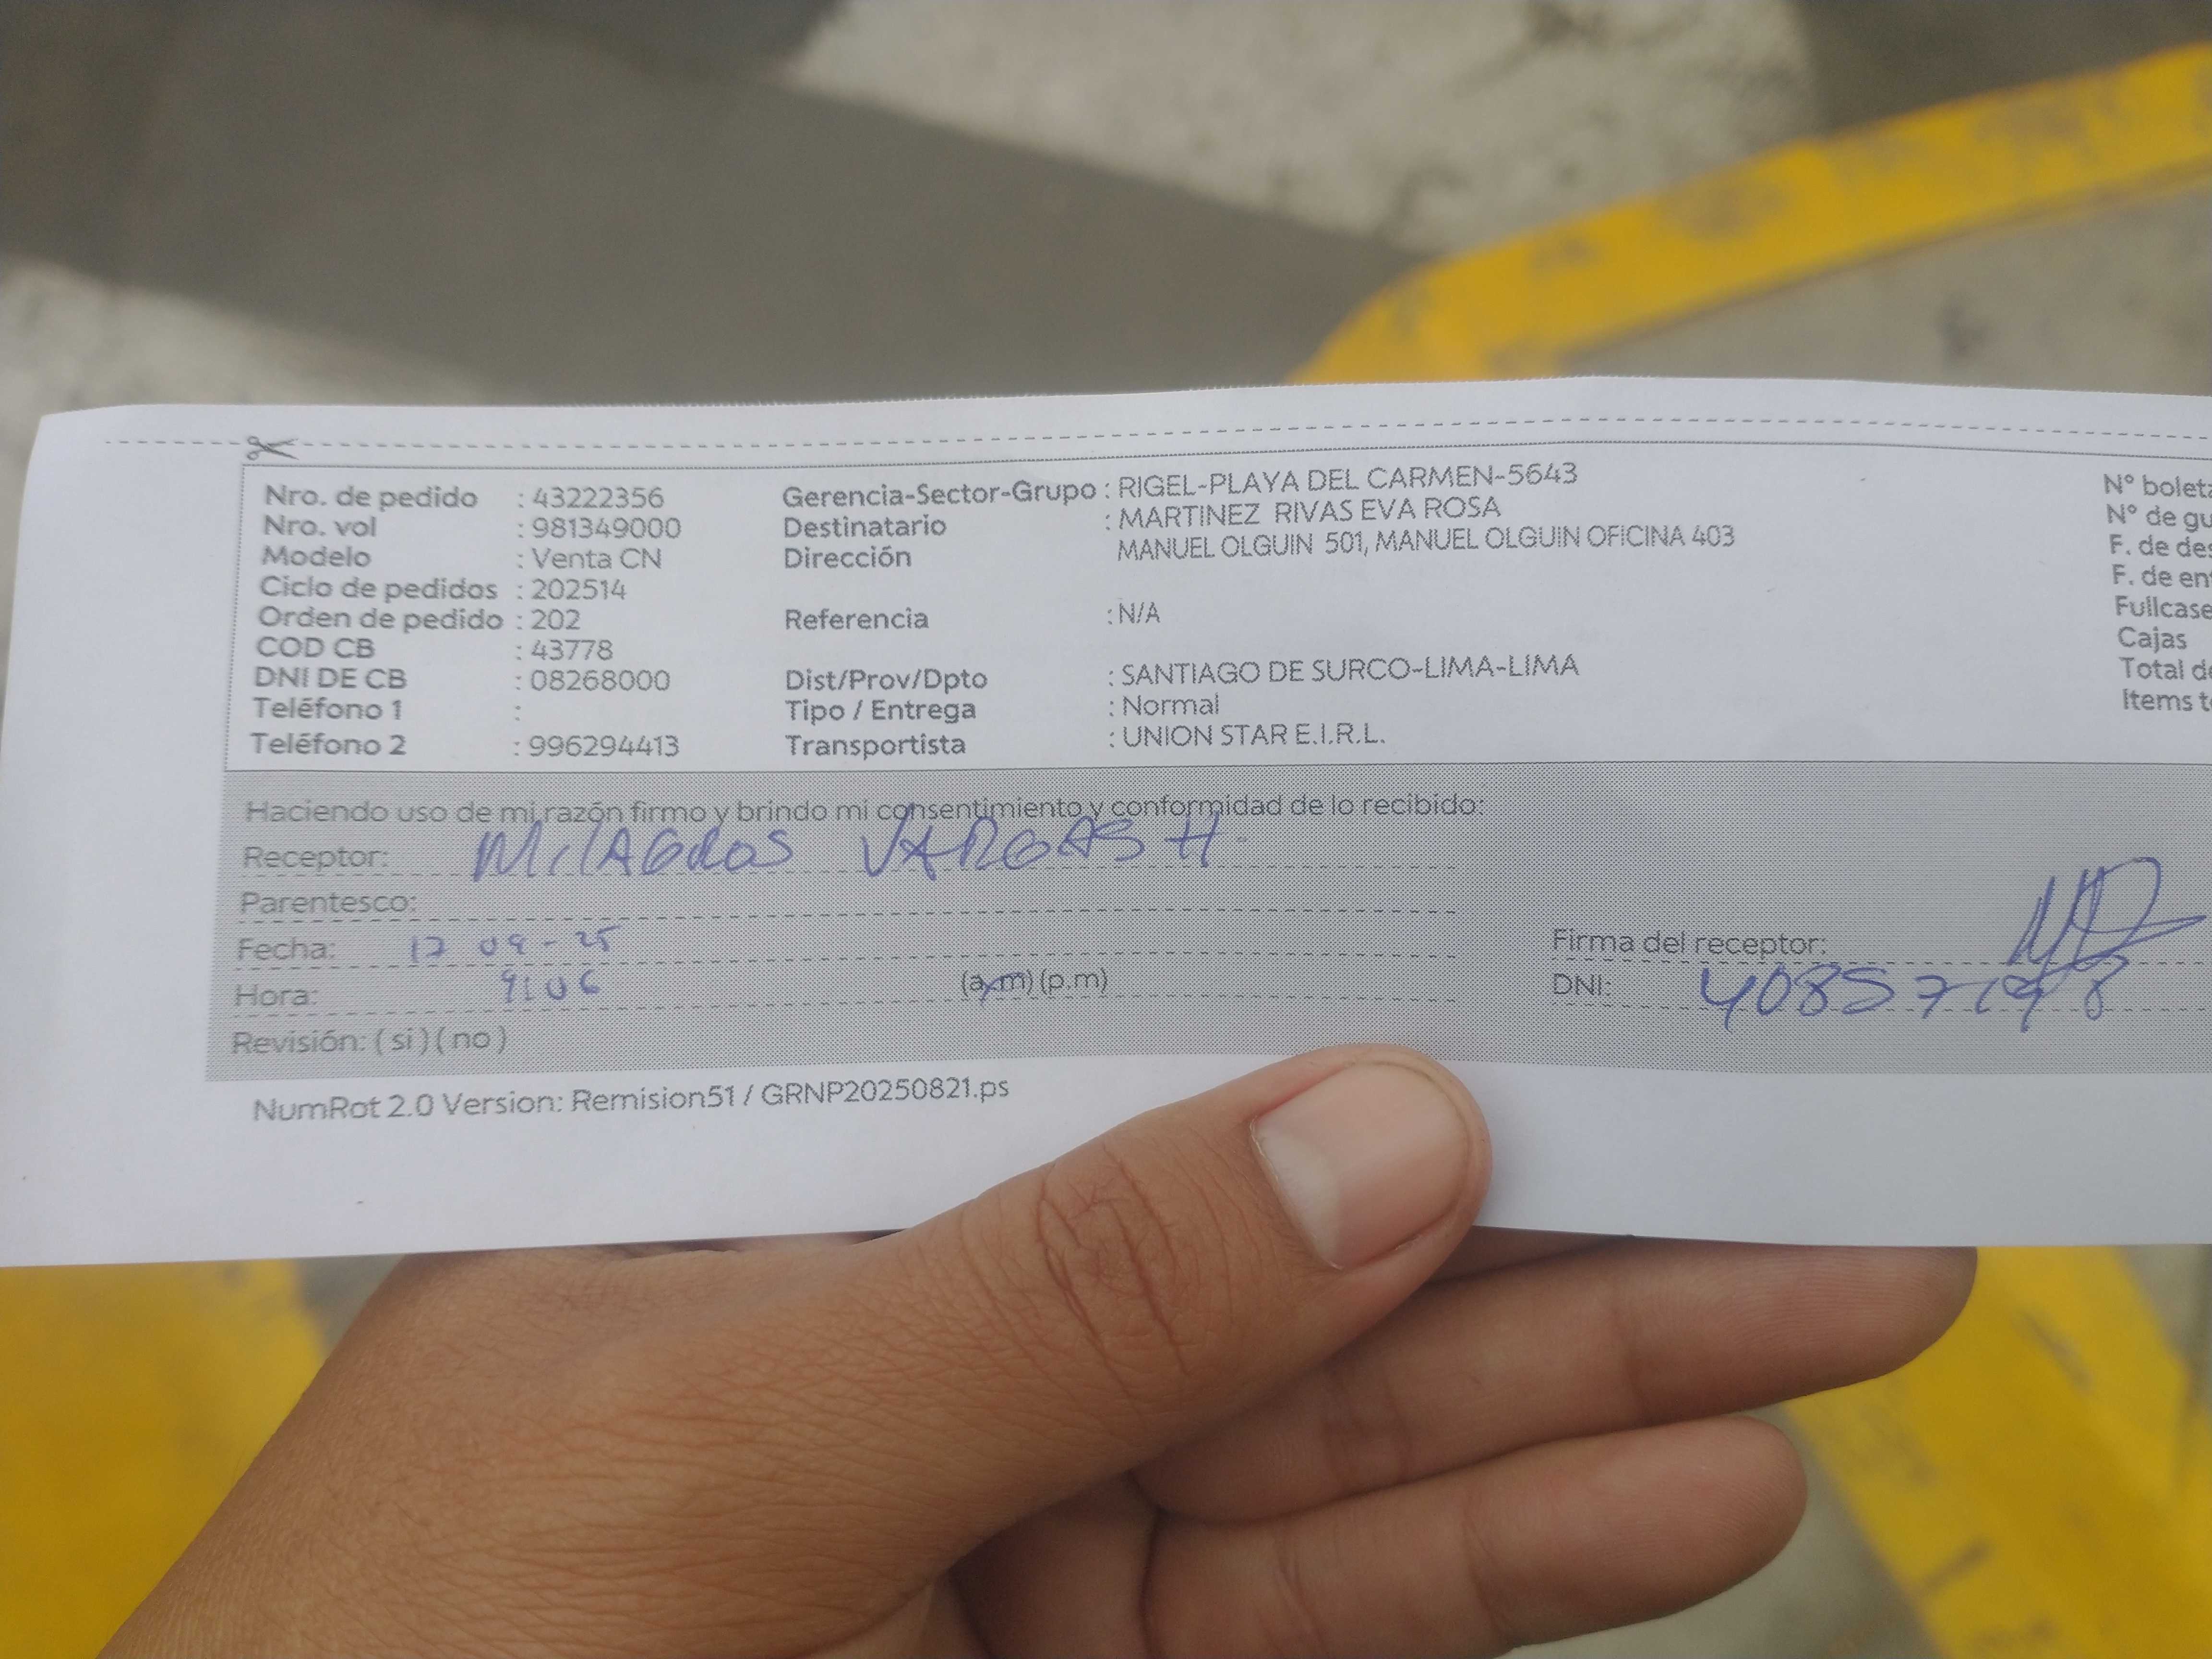 Nro. de pedido : 43222356 Gerencia-Sector-Grupo : RIGEL-PLAYA DEL CARMEN-5643 N° boleta
Nro. vol : 981349000 Destinatario : MARTINEZ RIVAS EVA ROSA N° de gu
Modelo : Venta CN Dirección MANUEL OLGUIN 501, MANUEL OLGUIN OFICINA 403 F. de des
Ciclo de pedidos : 202514 F. de ent
Orden de pedido : 202 Referencia : N/A Fullcase
COD CB : 43778 Cajas
DNI DE CB : 08268000 Dist/Prov/Dpto : SANTIAGO DE SURCO-LIMA-LIMA Total de
Teléfono 1 : Tipo / Entrega : Normal Items t
Teléfono 2 : 996294413 Transportista : UNION STAR E.I.R.L.
Haciendo uso de mi razón firmo y brindo mi consentimiento y conformidad de lo recibido:
Receptor: MILAGROS VARGAS H
Parentesco:
Fecha: 17 09-25 Firma del receptor:
Hora: 9:06 (a.m) (p.m) DNI:
Revisión: ( si ) ( no )
NumRot 2.0 Version: Remision51 / GRNP20250821.ps